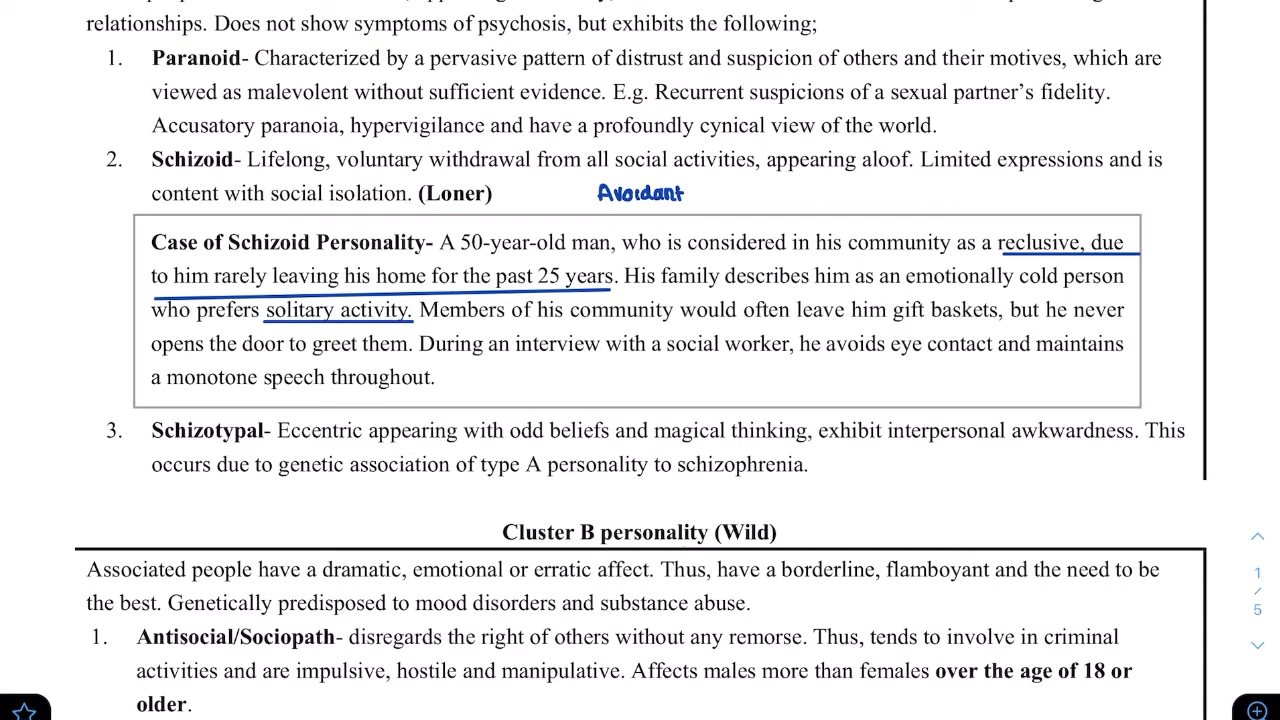 relationships. Does not show symptoms of psychosis, but exhibits the following;
1. Paranoid- Characterized by a pervasive pattern of distrust and suspicion of others and their motives, which are
viewed as malevolent without sufficient evidence. E.g. Recurrent suspicions of a sexual partner’s fidelity.
Accusatory paranoia, hypervigilance and have a profoundly cynical view of the world.
2. Schizoid- Lifelong, voluntary withdrawal from all social activities, appearing aloof. Limited expressions and is
content with social isolation. (Loner) Avoidant
Case of Schizoid Personality- A 50-year-old man, who is considered in his community as a reclusive, due
to him rarely leaving his home for the past 25 years. His family describes him as an emotionally cold person
who prefers solitary activity. Members of his community would often leave him gift baskets, but he never
opens the door to greet them. During an interview with a social worker, he avoids eye contact and maintains
a monotone speech throughout.
3. Schizotypal- Eccentric appearing with odd beliefs and magical thinking, exhibit interpersonal awkwardness. This
occurs due to genetic association of type A personality to schizophrenia.
Cluster B personality (Wild)
Associated people have a dramatic, emotional or erratic affect. Thus, have a borderline, flamboyant and the need to be
the best. Genetically predisposed to mood disorders and substance abuse.
1. Antisocial/Sociopath- disregards the right of others without any remorse. Thus, tends to involve in criminal
activities and are impulsive, hostile and manipulative. Affects males more than females over the age of 18 or
older.
1
/
5